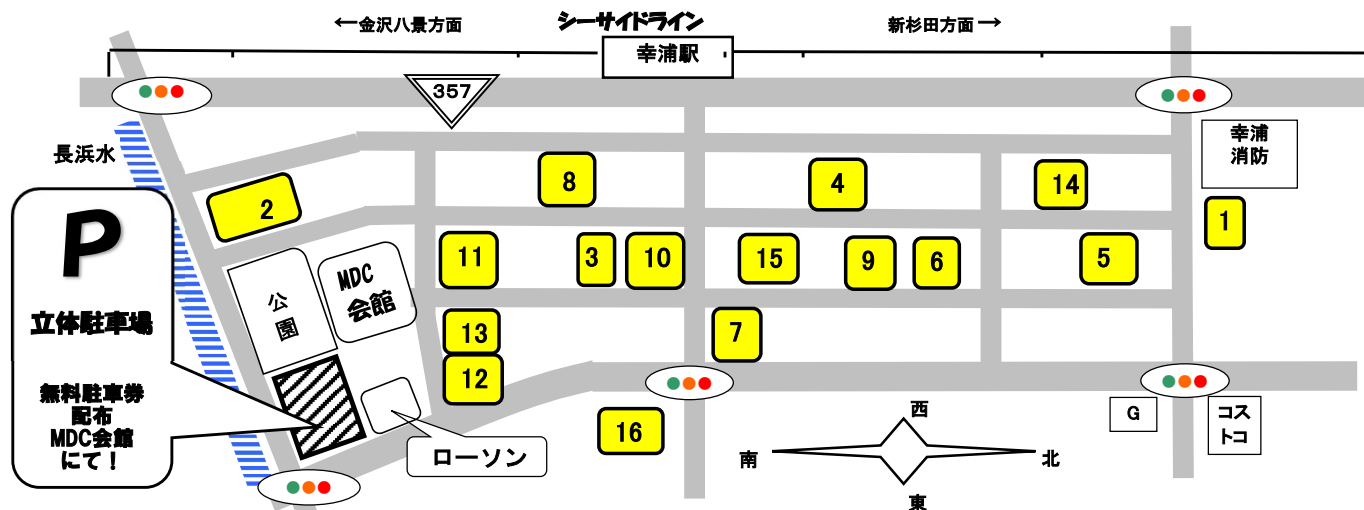 ←金沢八景方面
シーサイドライン
新杉田方面→
幸浦駅
357
長浜水
幸浦
消防
P
立体駐車場
無料駐車券
配布
MDC会館
にて！
2
8
4
14
1
11
3
10
15
9
6
5
公
園
MDC
会館
13
7
12
16
ローソン
G
コス
トコ
西
南
北
東